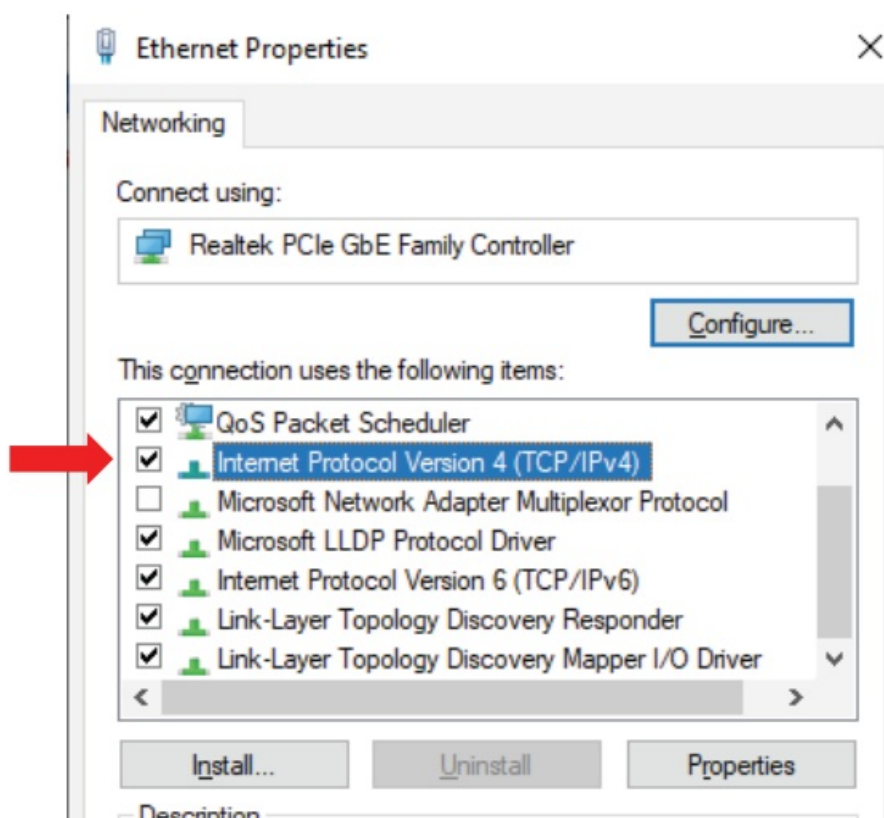 Ethernet Properties
Networking
Connect using:
Realtek PCIe GbE Family Controller
Configure...
This connection uses the following items:
QoS Packet Scheduler
Internet Protocol Version 4 (TCP/IPv4)
Microsoft Network Adapter Multiplexor Protocol
Microsoft LLDP Protocol Driver
Internet Protocol Version 6 (TCP/IPv6)
Link-Layer Topology Discovery Responder
Link-Layer Topology Discovery Mapper I/O Driver
Install... Uninstall Properties
Description